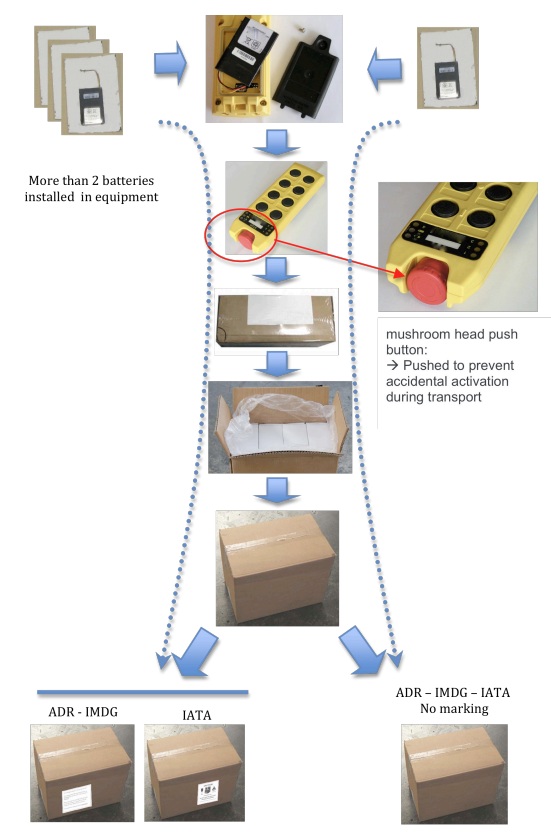 More than 2 batteries
installed  in equipment
mushroom head push
button:
→ Pushed to prevent
accidental activation
during transport
ADR - IMDG
IATA
ADR – IMDG – IATA
No marking